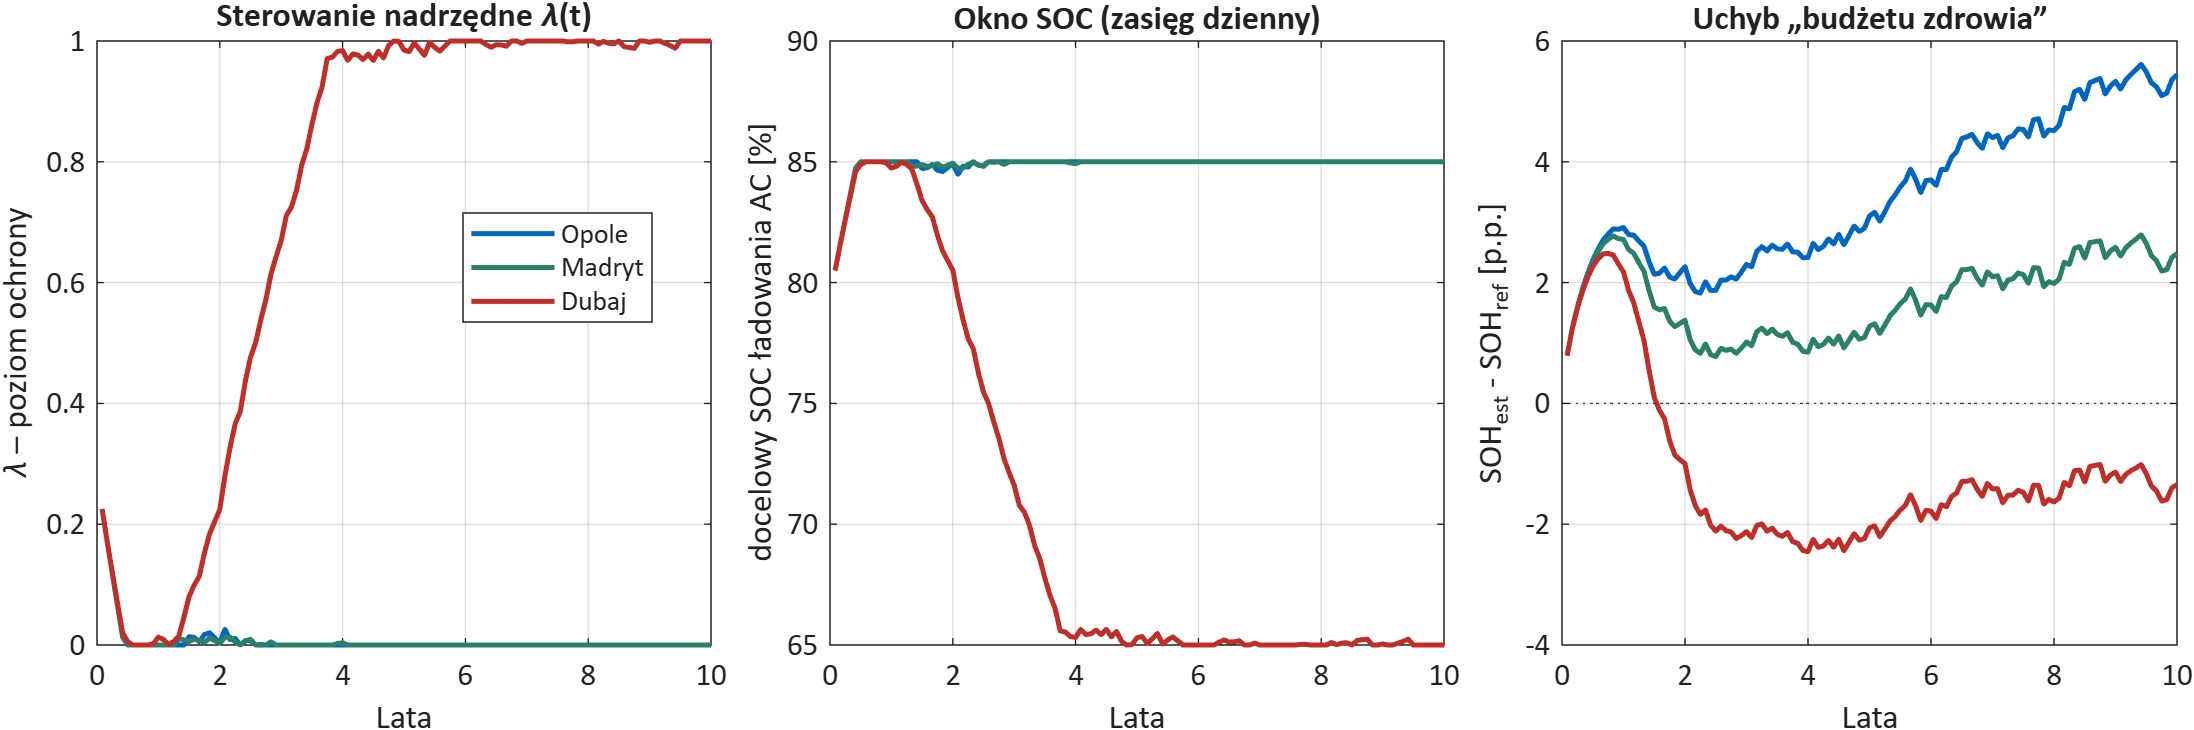 Sterowanie nadrzędne λ(t)
λ – poziom ochrony
1
0.8
0.6
0.4
0.2
0
0 2 4 6 8 10
Lata
Opole
Madryt
Dubaj
Okno SOC (zasięg dzienny)
docelowy SOC ładowania AC [%]
90
85
80
75
70
65
0 2 4 6 8 10
Lata
Uchyb „budżetu zdrowia”
SOHest - SOHref [p.p.]
6
4
2
0
-2
-4
0 2 4 6 8 10
Lata